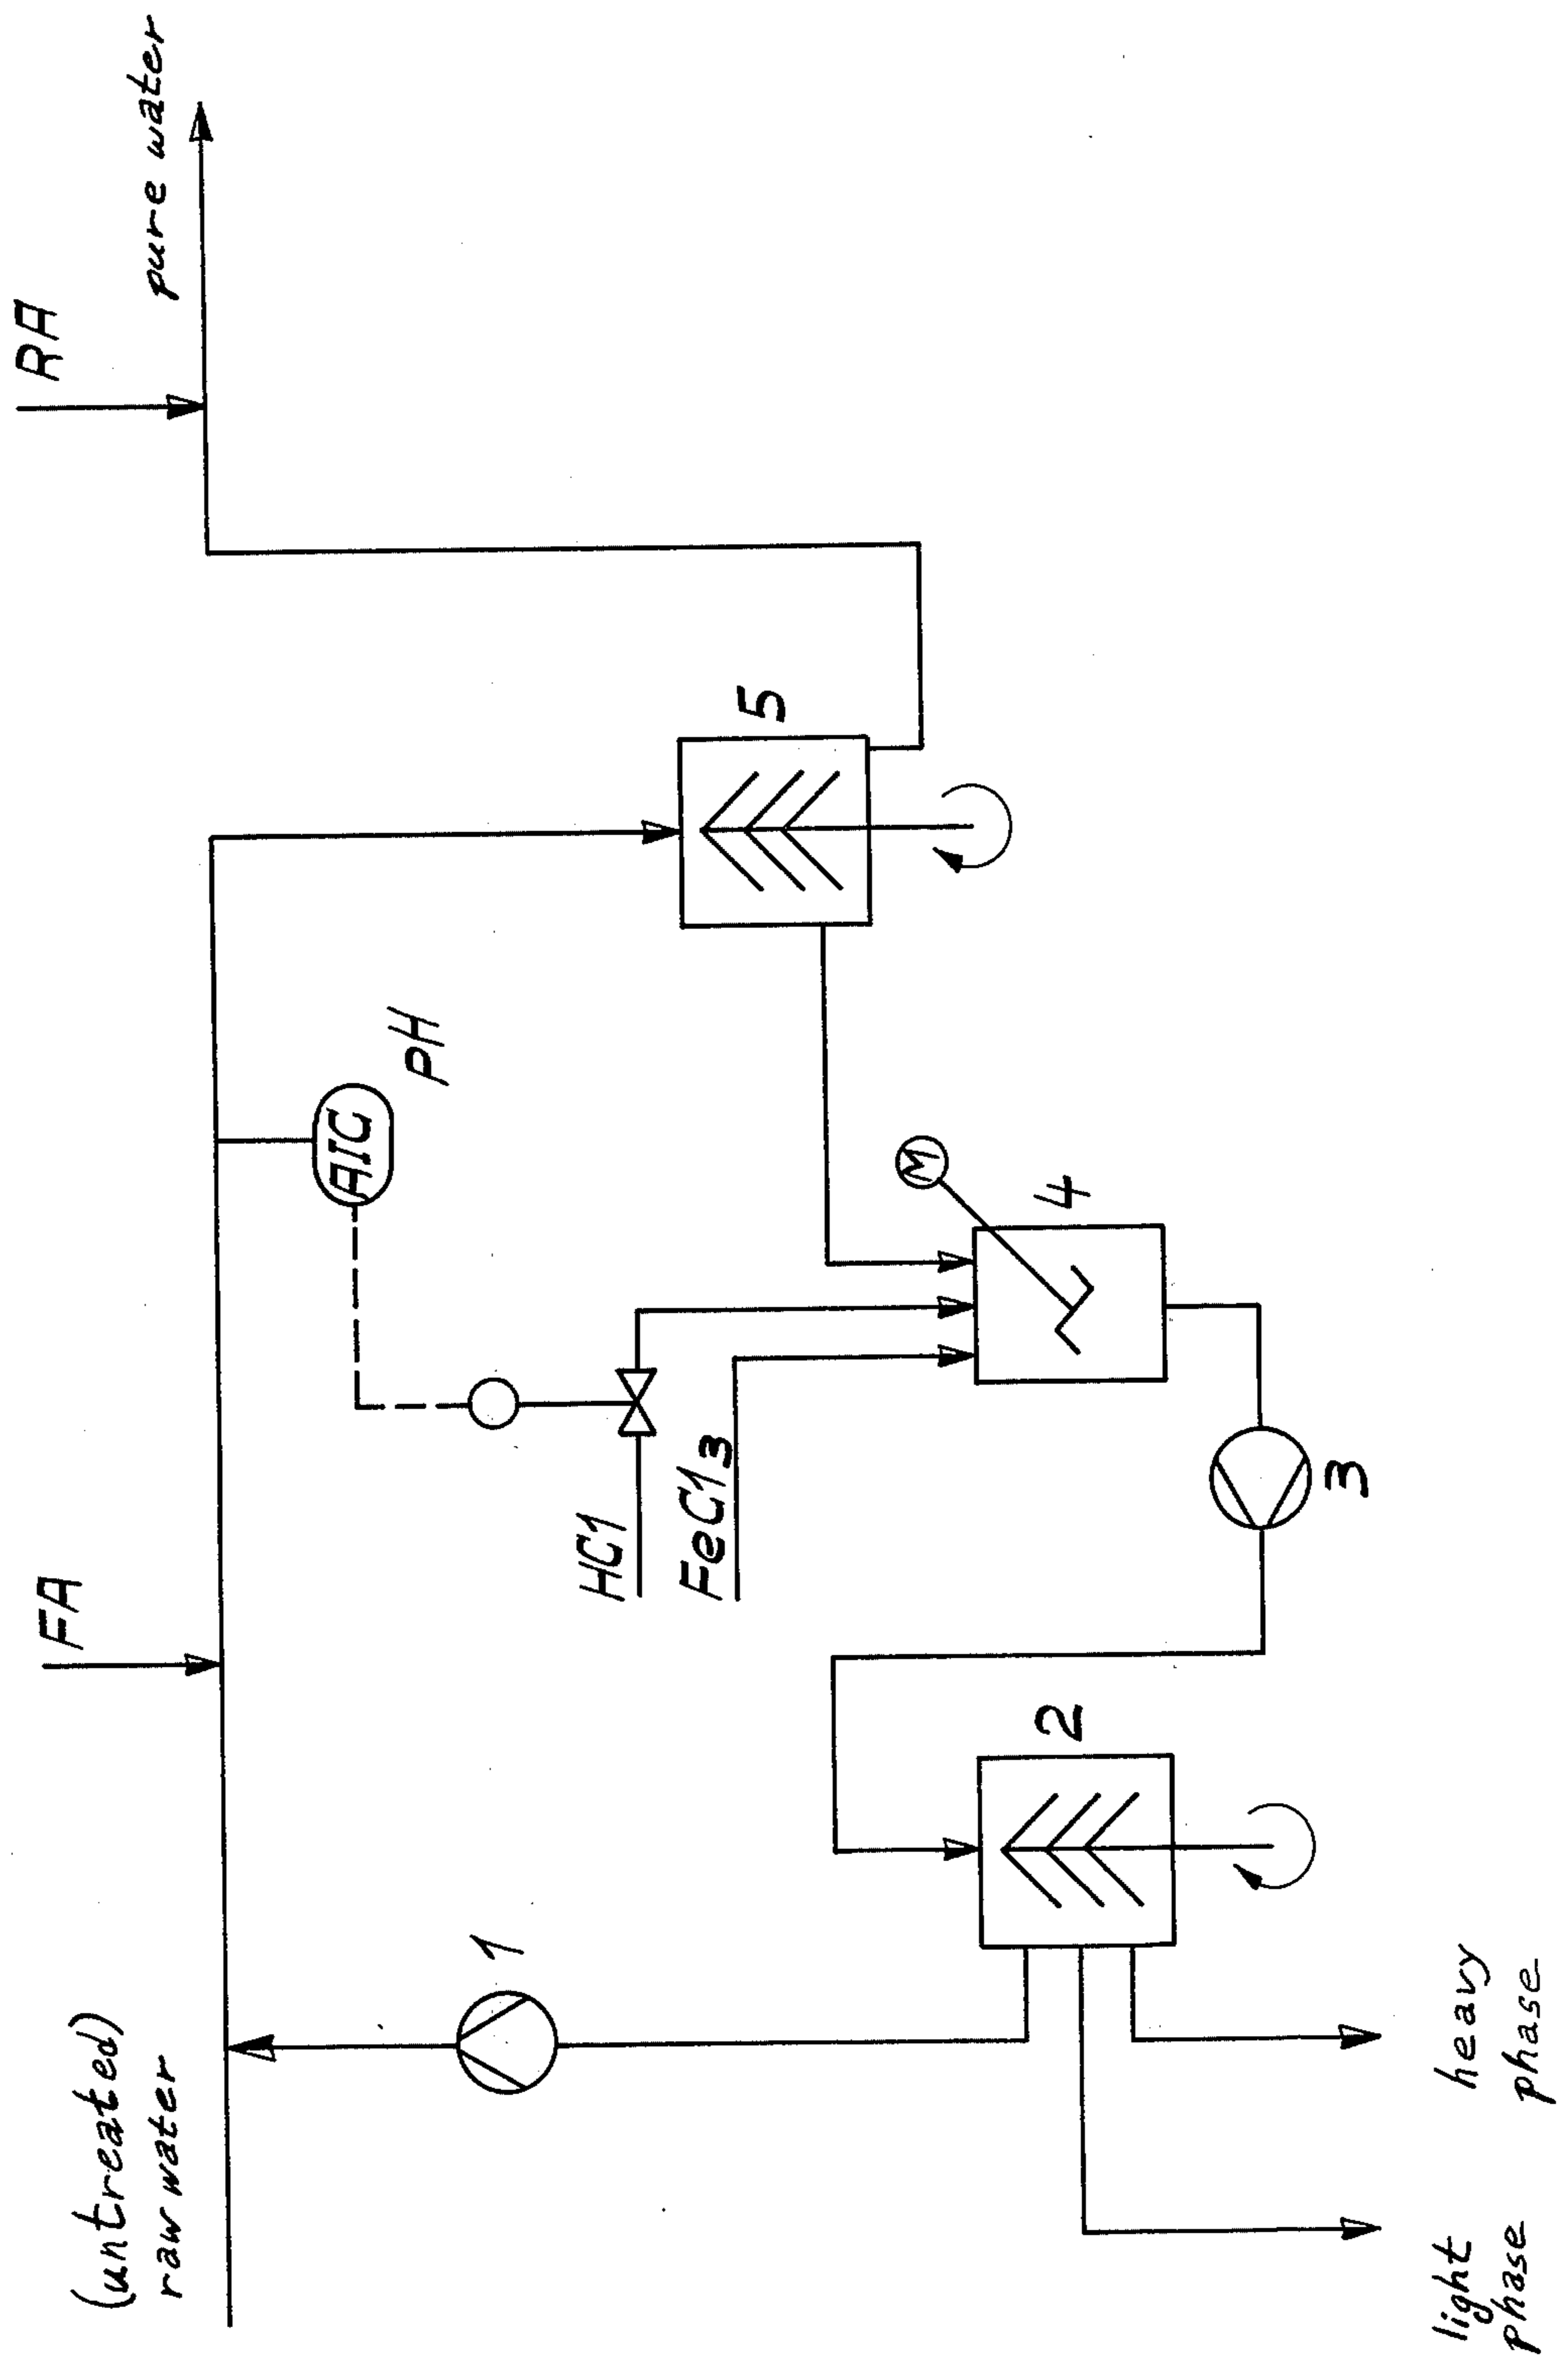 (untreated)
raw water
FA
RA
pure water
AIC
pH
1
HCl
FeCl3
5
M
4
2
3
light
phase
heavy
phase